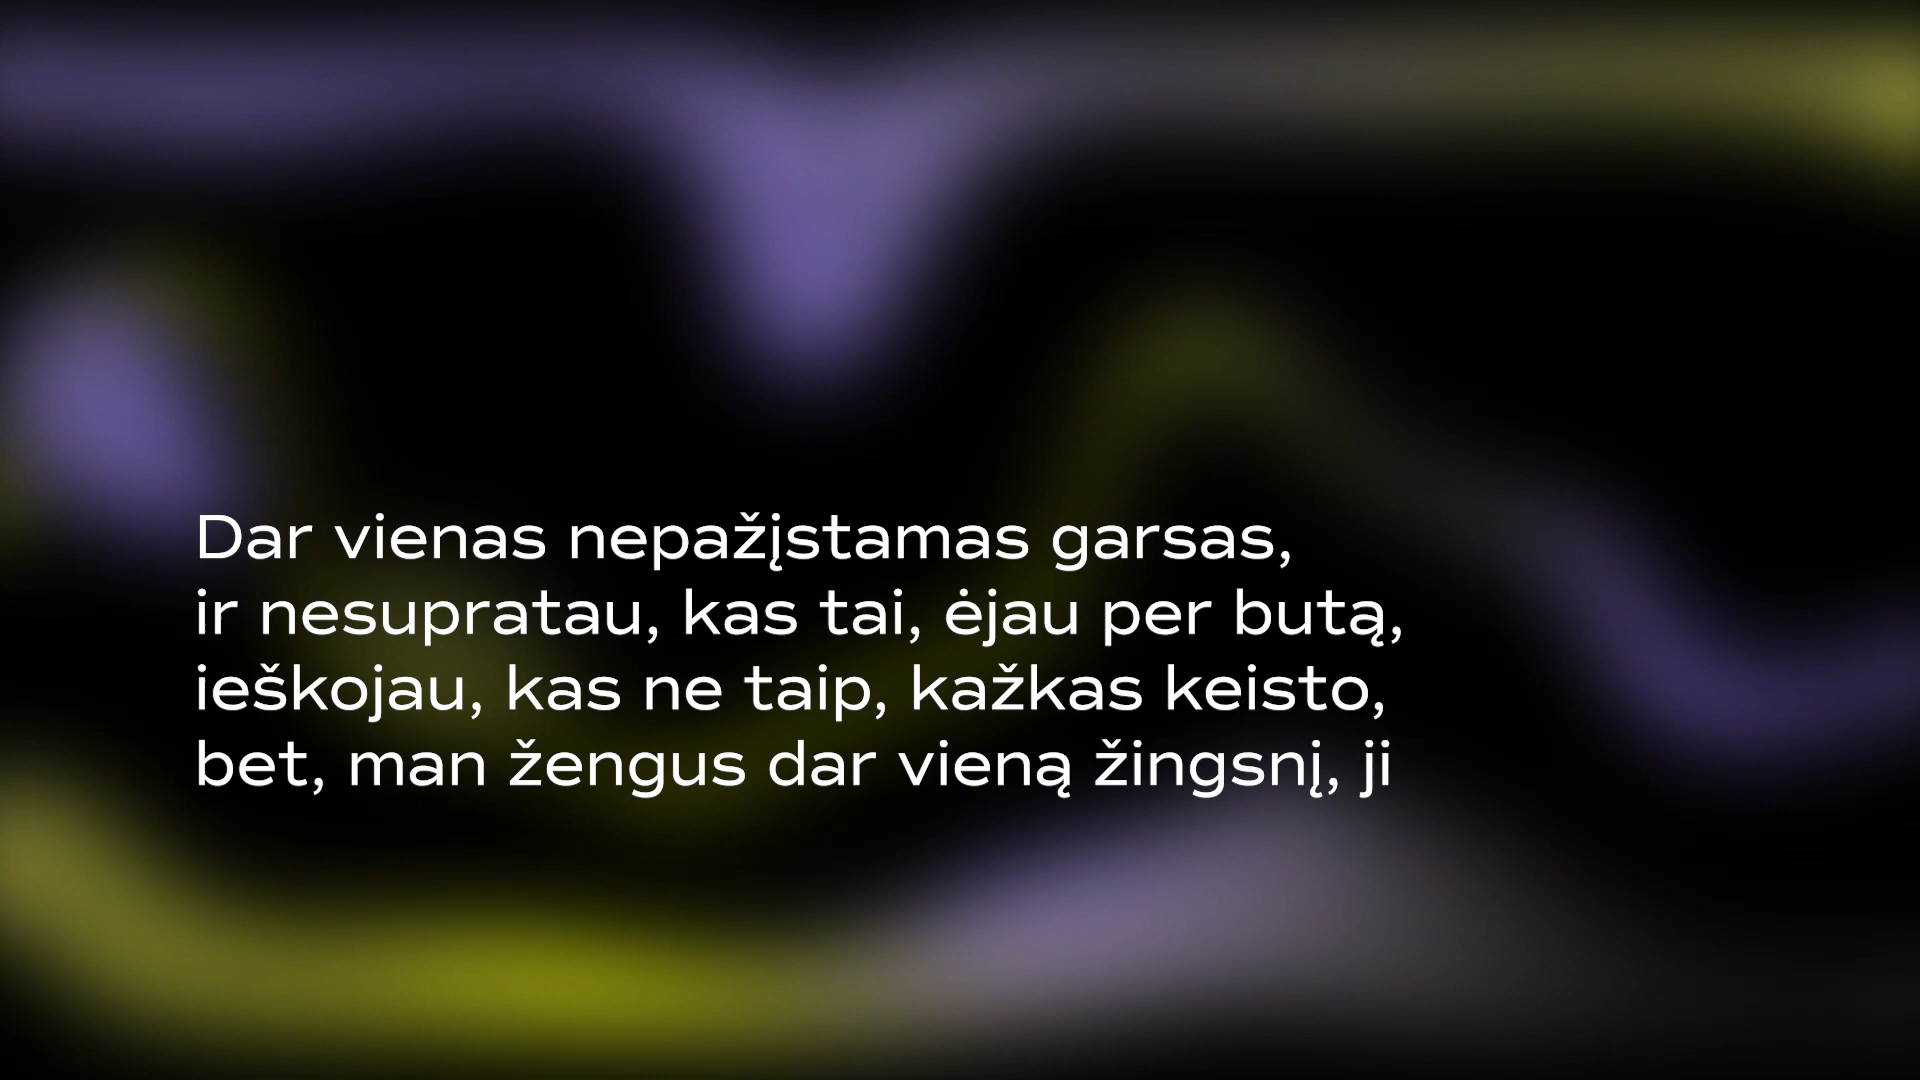 Dar vienas nepažįstamas garsas,
ir nesupratau, kas tai, ėjau per butą,
ieškojau, kas ne taip, kažkas keisto,
bet, man žengus dar vieną žingsnį, ji